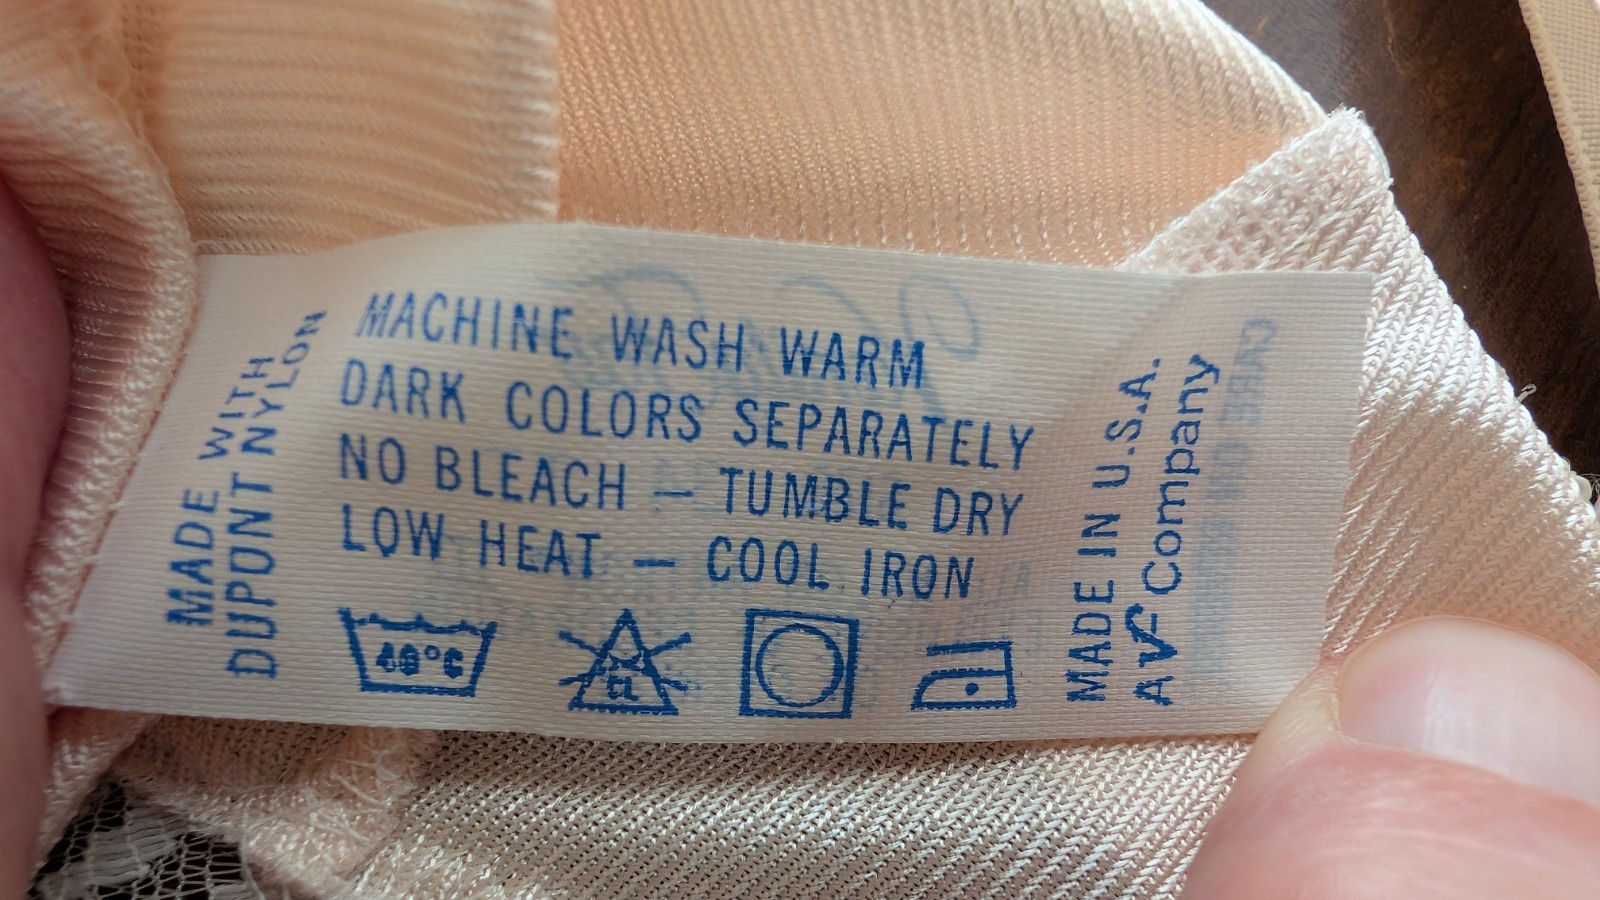 MADE WITH
DUPONT NYLON
MACHINE WASH WARM
DARK COLORS SEPARATELY
NO BLEACH — TUMBLE DRY
LOW HEAT — COOL IRON
40°C
CL
MADE IN U.S.A.
A VF Company